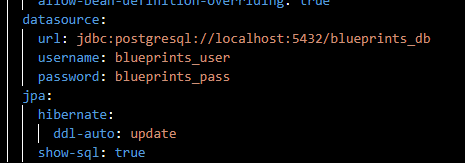 allow-bean-definition-overriding: true
datasource:
url: jdbc:postgresql://localhost:5432/blueprints_db
username: blueprints_user
password: blueprints_pass
jpa:
hibernate:
ddl-auto: update
show-sql: true